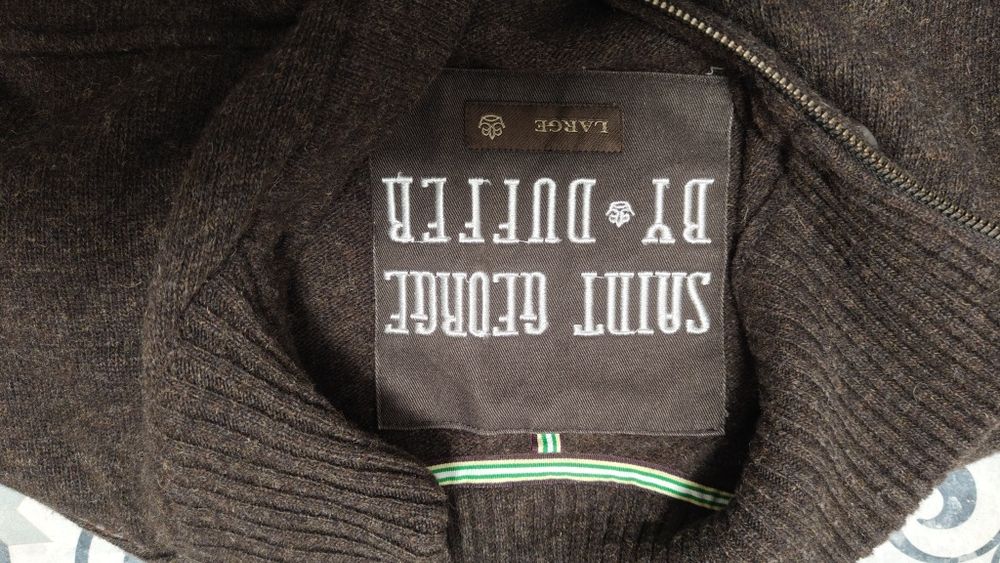 SAINT GEORGE
BY DUFFER
LARGE